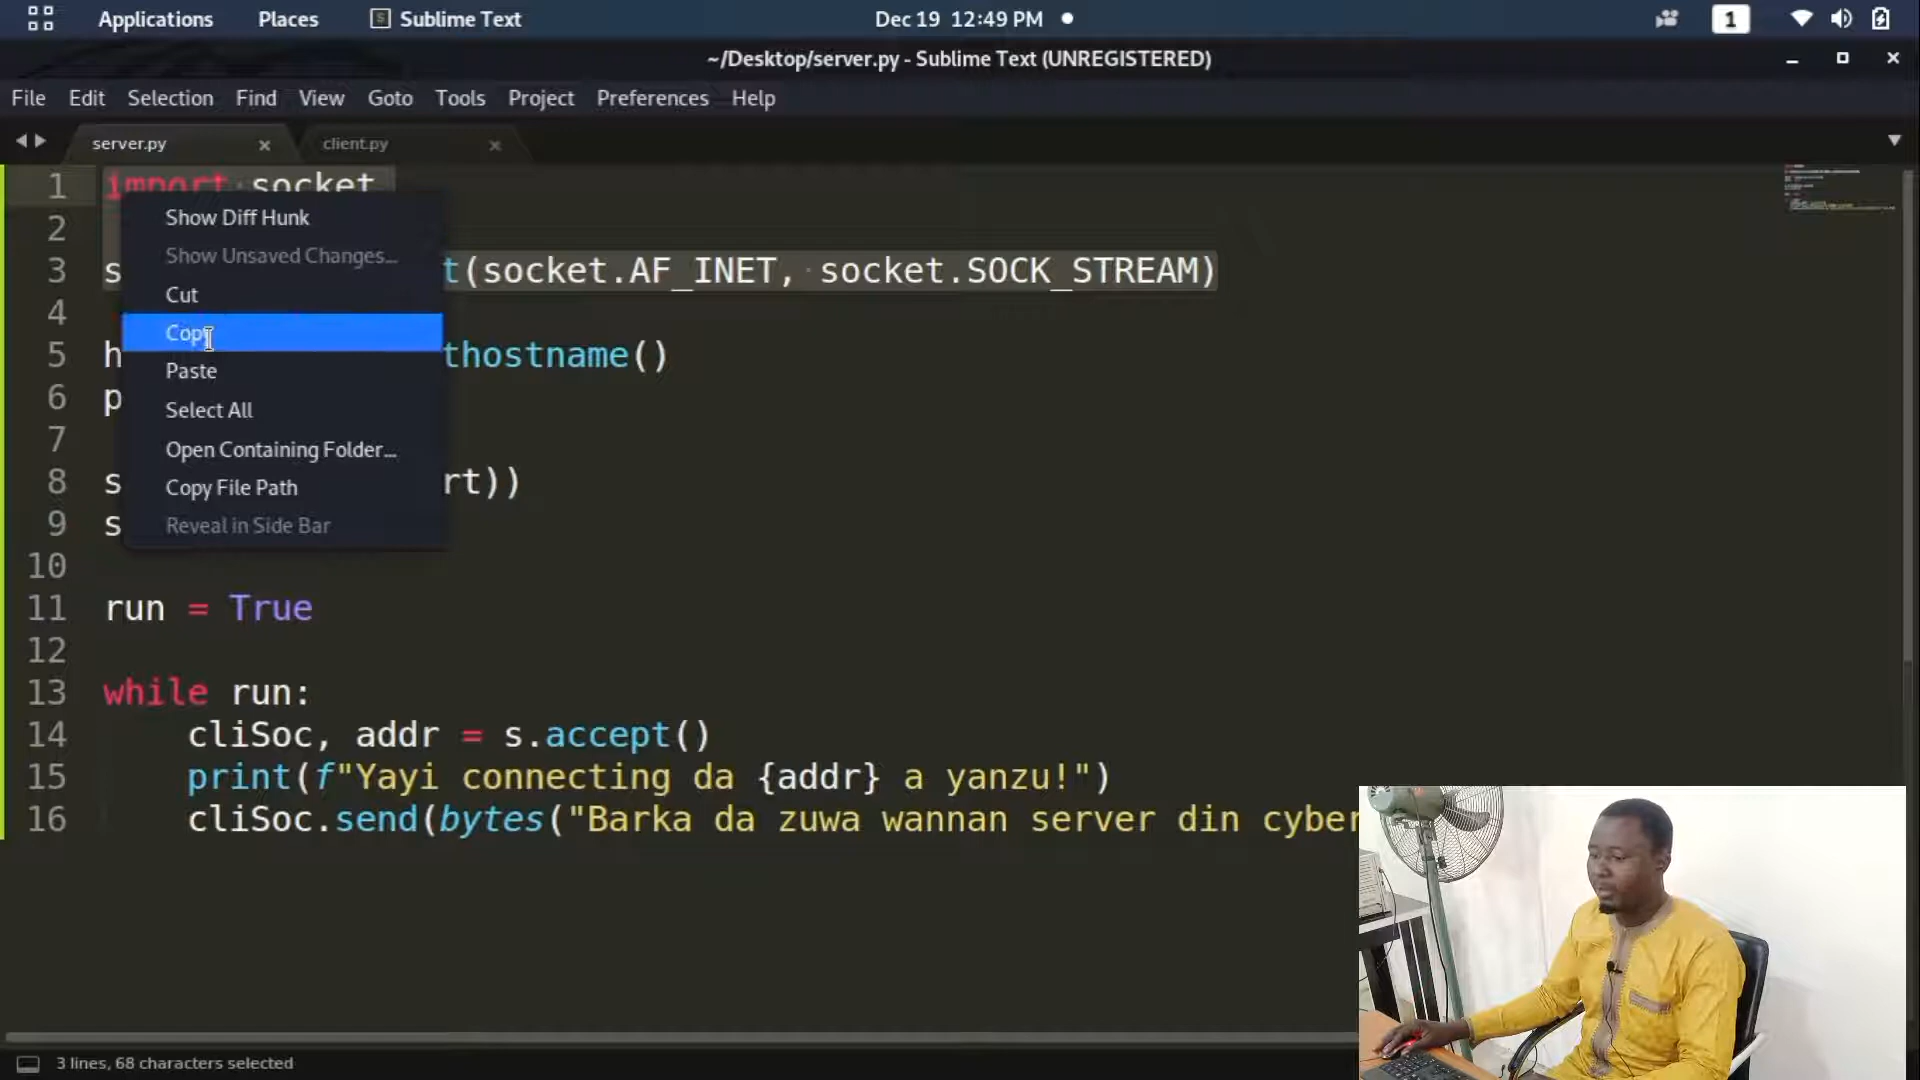 Applications Places Sublime Text Dec 19 12:49 PM 1
~/Desktop/server.py - Sublime Text (UNREGISTERED)
File Edit Selection Find View Goto Tools Project Preferences Help
server.py client.py
1 import socket
2
3 s t(socket.AF_INET, socket.SOCK_STREAM)
4
5 h thostname()
6 p
7
8 s rt))
9 s
10
11 run = True
12
13 while run:
14 cliSoc, addr = s.accept()
15 print(f"Yayi connecting da {addr} a yanzu!")
16 cliSoc.send(bytes("Barka da zuwa wannan server din cyber
Show Diff Hunk
Show Unsaved Changes...
Cut
Copy
Paste
Select All
Open Containing Folder...
Copy File Path
Reveal in Side Bar
3 lines, 68 characters selected